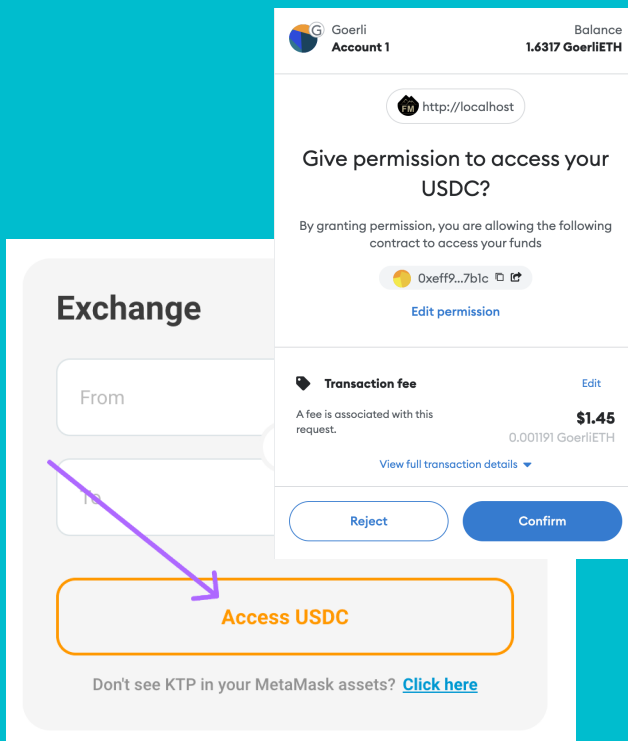 G
Goerli
Account 1
Balance
1.6317 GoerliETH
FM
http://localhost
Give permission to access your
USDC?
By granting permission, you are allowing the following
contract to access your funds
0xeff9...7b1c
Edit permission
Transaction fee
Edit
A fee is associated with this
request.
$1.45
0.001191 GoerliETH
View full transaction details
Reject
Confirm
Exchange
From
To
Access USDC
Don't see KTP in your MetaMask assets? Click here